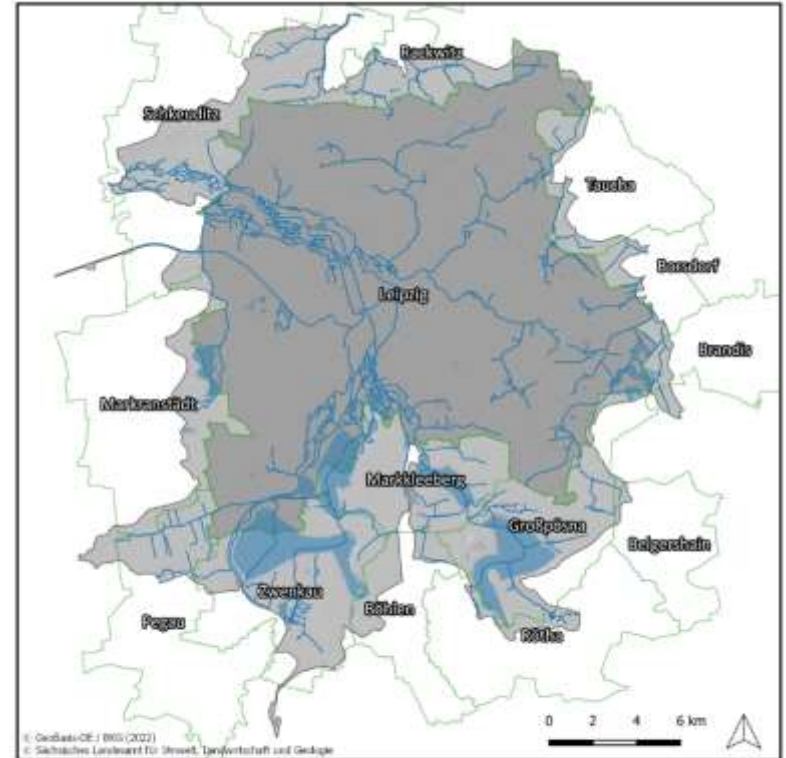 Rackwitz
Schkeuditz
Taucha
Borsdorf
Leipzig
Brandis
Markranstädt
Markkleeberg
Großpösna
Belgershain
Zwenkau
Böhlen
Pegau
Rötha
0 2 4 6 km
© GeoBasis-DE / BKG (2022)
© Sächsisches Landesamt für Umwelt, Landwirtschaft und Geologie